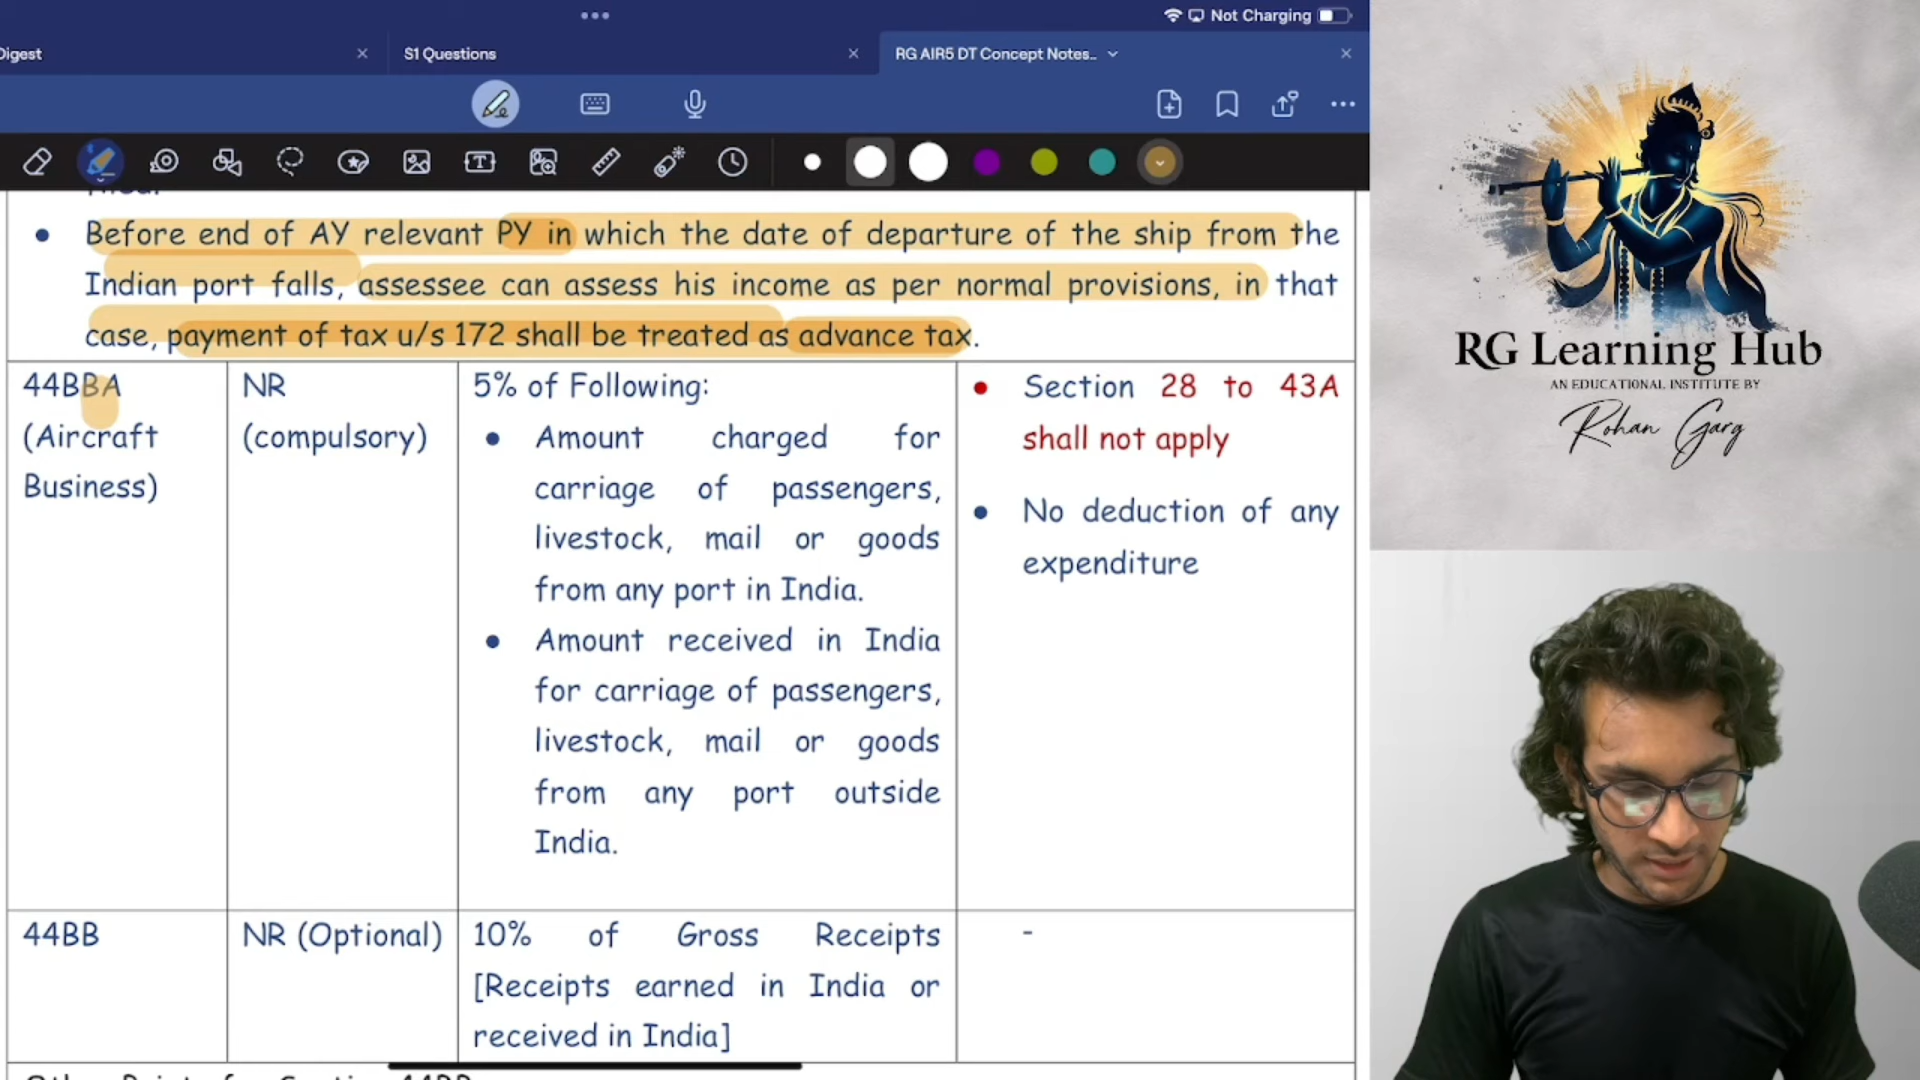 Not Charging
Digest
S1 Questions
RG AIR5 DT Concept Notes..
Before end of AY relevant PY in which the date of departure of the ship from the
Indian port falls, assessee can assess his income as per normal provisions, in that
case, payment of tax u/s 172 shall be treated as advance tax.
44BBA
(Aircraft
Business)
NR
(compulsory)
5% of Following:
Amount charged for
carriage of passengers,
livestock, mail or goods
from any port in India.
Amount received in India
for carriage of passengers,
livestock, mail or goods
from any port outside
India.
Section 28 to 43A
shall not apply
No deduction of any
expenditure
44BB
NR (Optional)
10% of Gross Receipts
[Receipts earned in India or
received in India]
-
RG Learning Hub
AN EDUCATIONAL INSTITUTE BY
Rohan Garg